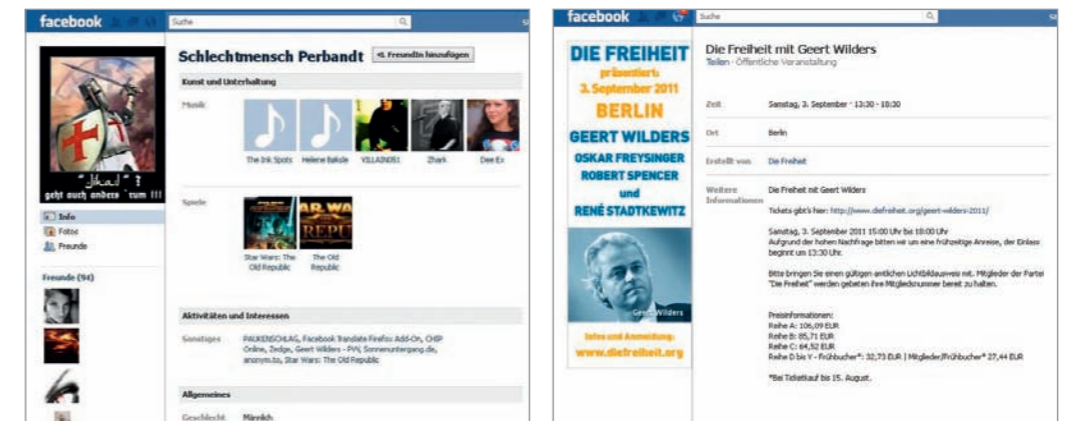 facebook
Suche
"Jihad" ?
geht auch anders `rum !!!
Info
Fotos
Freunde
Freunde (94)
Schlechtmensch Perbandt
FreundIn hinzufügen
Kunst und Unterhaltung
Musik
The Ink Spots
Helene Bøksle
VILLAIN051
Zhark
Dee Ex
Spiele
Star Wars: The
Old Republic
The Old
Republic
Aktivitäten und Interessen
Sonstiges
PAUKENSCHLAG, Facebook Translate Firefox Add-On, CHIP
Online, Zedge, Geert Wilders - PVV, Sonnenuntergang.de,
anonym.to, Star Wars: The Old Republic
Allgemeines
Geschlecht Männlich
facebook
Suche
DIE FREIHEIT
präsentiert:
3. September 2011
BERLIN
GEERT WILDERS
OSKAR FREYSINGER
ROBERT SPENCER
und
RENÉ STADTKEWITZ
Geert Wilders
Infos und Anmeldung:
www.diefreiheit.org
Die Freiheit mit Geert Wilders
Teilen · Öffentliche Veranstaltung
Zeit Samstag, 3. September · 13:30 - 18:30
Ort Berlin
Erstellt von Die Freiheit
Weitere
Informationen
Die Freiheit mit Geert Wilders
Tickets gibt's hier: http://www.diefreiheit.org/geert-wilders-2011/
Samstag, 3. September 2011 15:00 Uhr bis 18:00 Uhr
Aufgrund der hohen Nachfrage bitten wir um eine frühzeitige Anreise, der Einlass
beginnt um 13:30 Uhr.
Bitte bringen Sie einen gültigen amtlichen Lichtbildausweis mit. Mitglieder der Partei
"Die Freiheit" werden gebeten ihre Mitgliedsnummer bereit zu halten.
Preisinformationen:
Reihe A: 106,09 EUR
Reihe B: 85,71 EUR
Reihe C: 64,52 EUR
Reihe D bis Y - Frühbucher*: 32,73 EUR | Mitglieder/Frühbucher* 27,44 EUR
*Bei Ticketkauf bis 15. August.